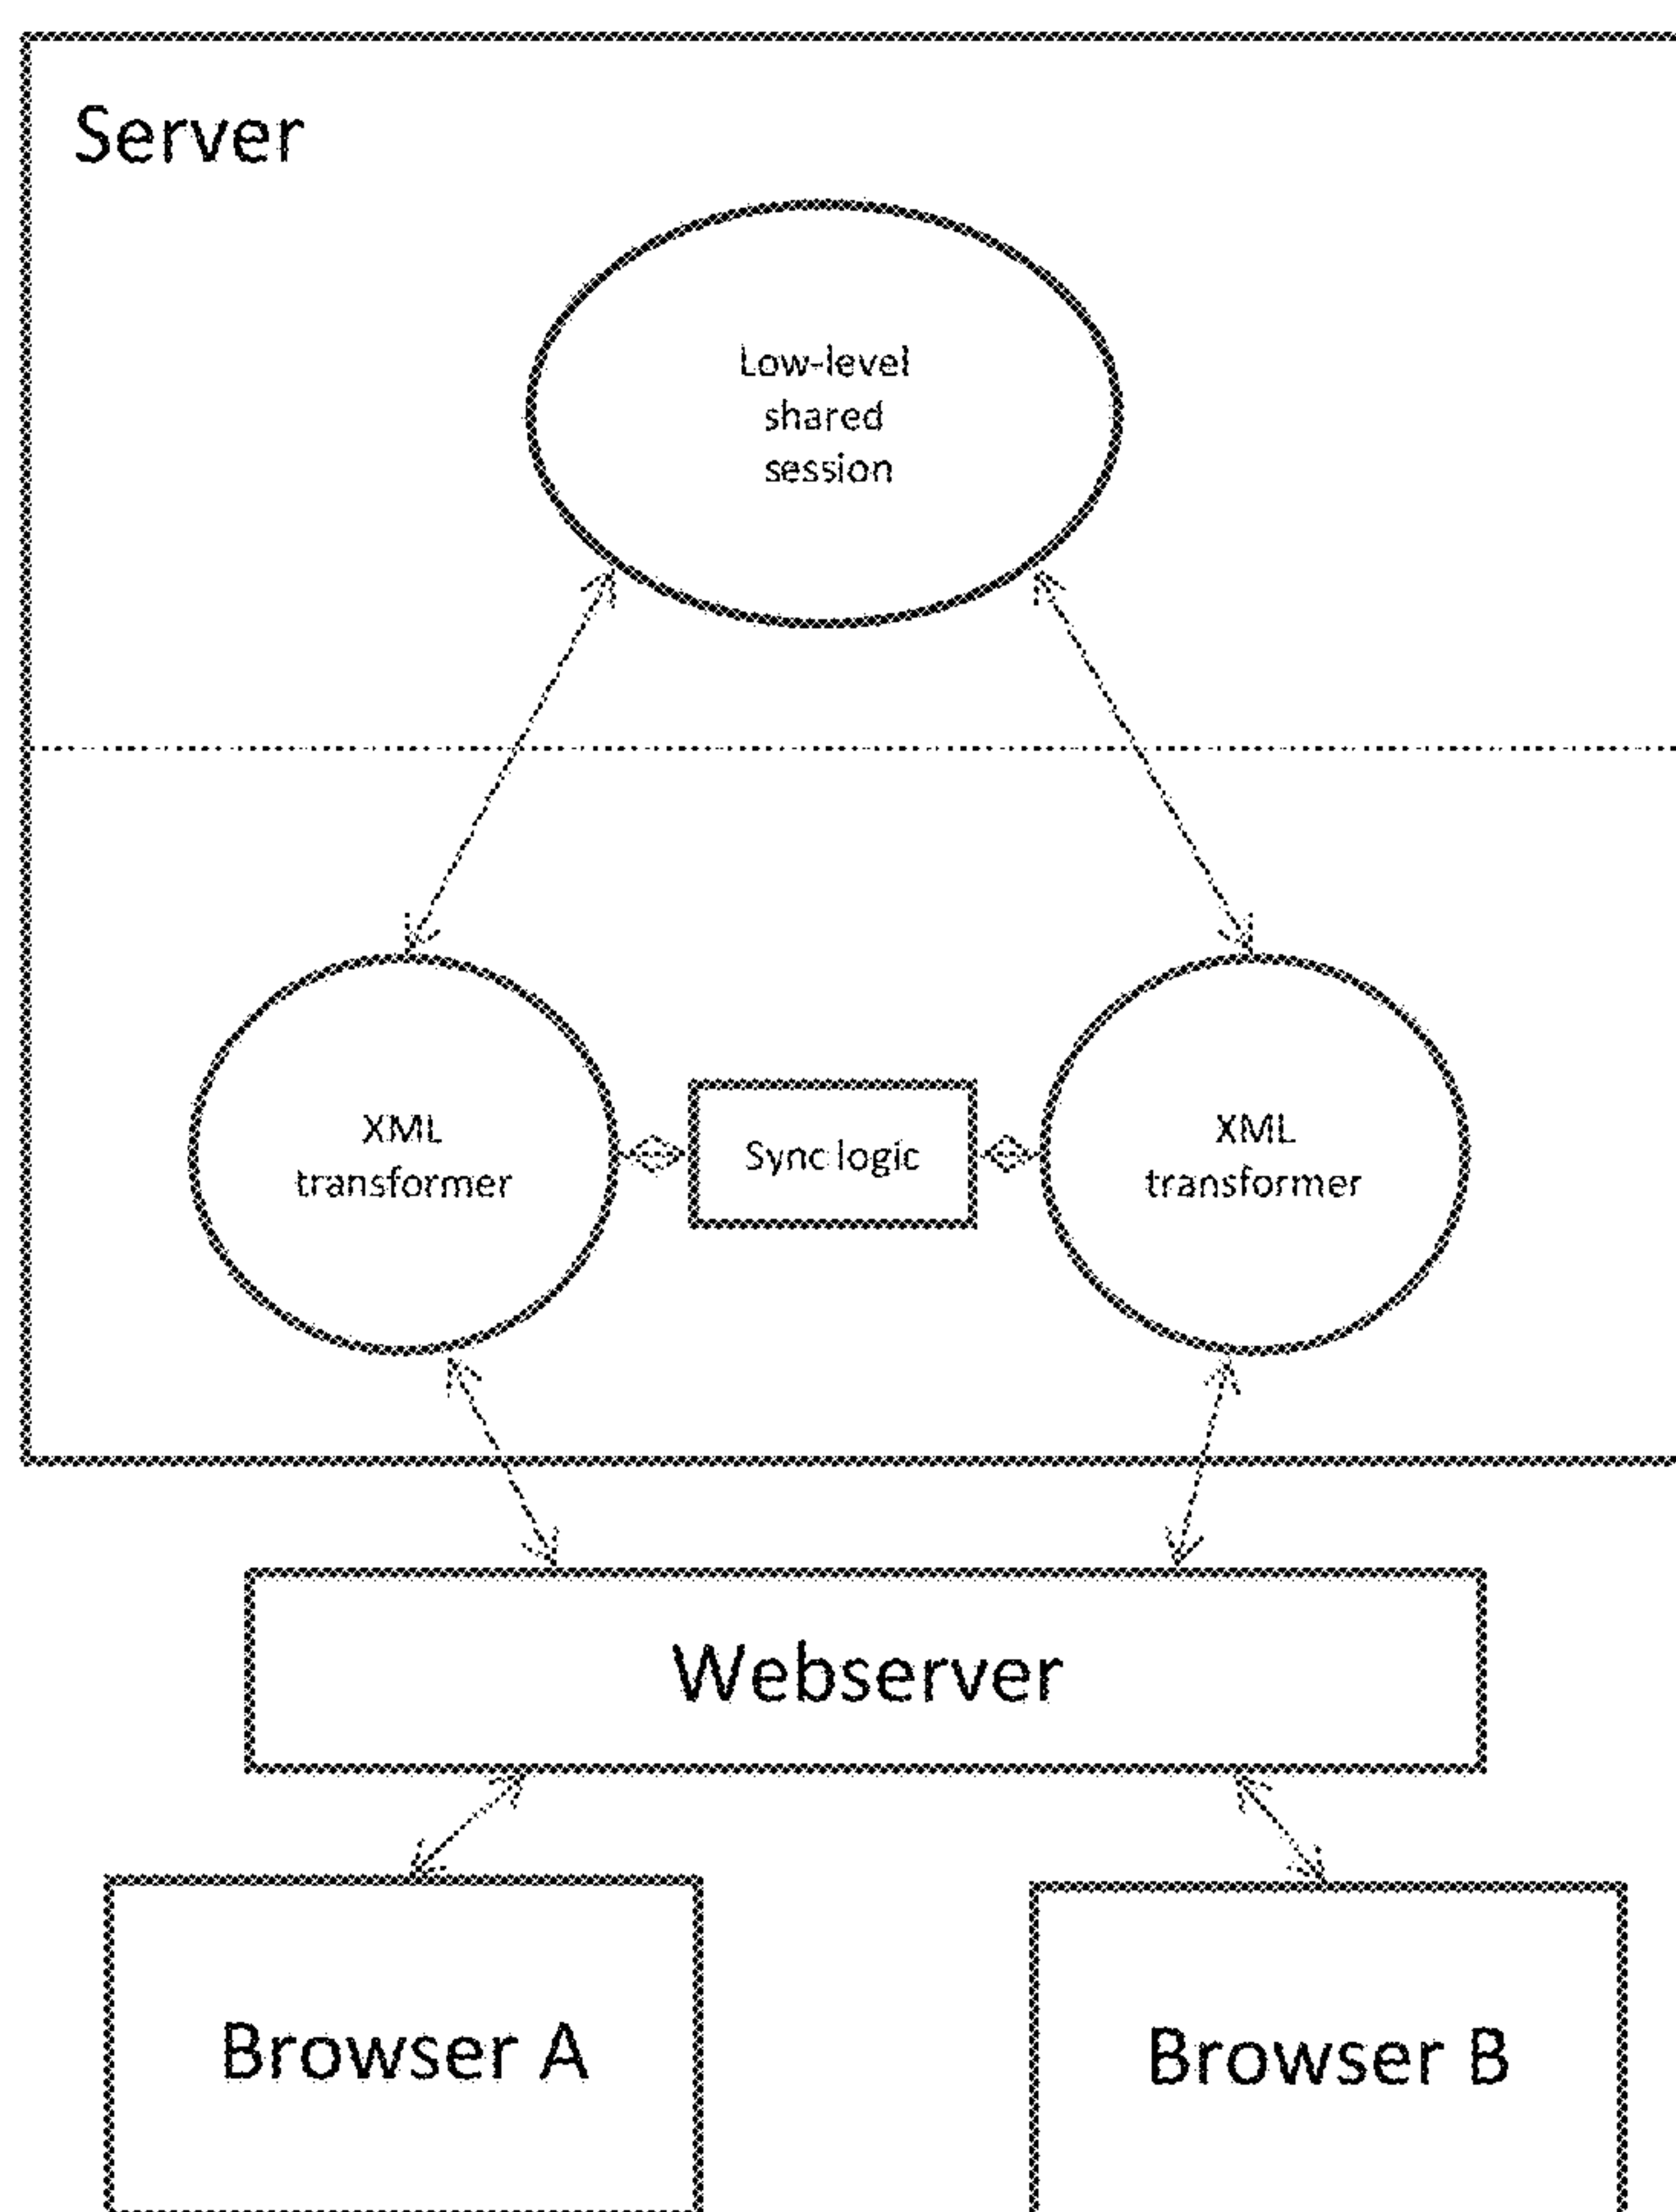 Server
Low-level
shared
session
XML
transformer
Sync logic
XML
transformer
Webserver
Browser A
Browser B